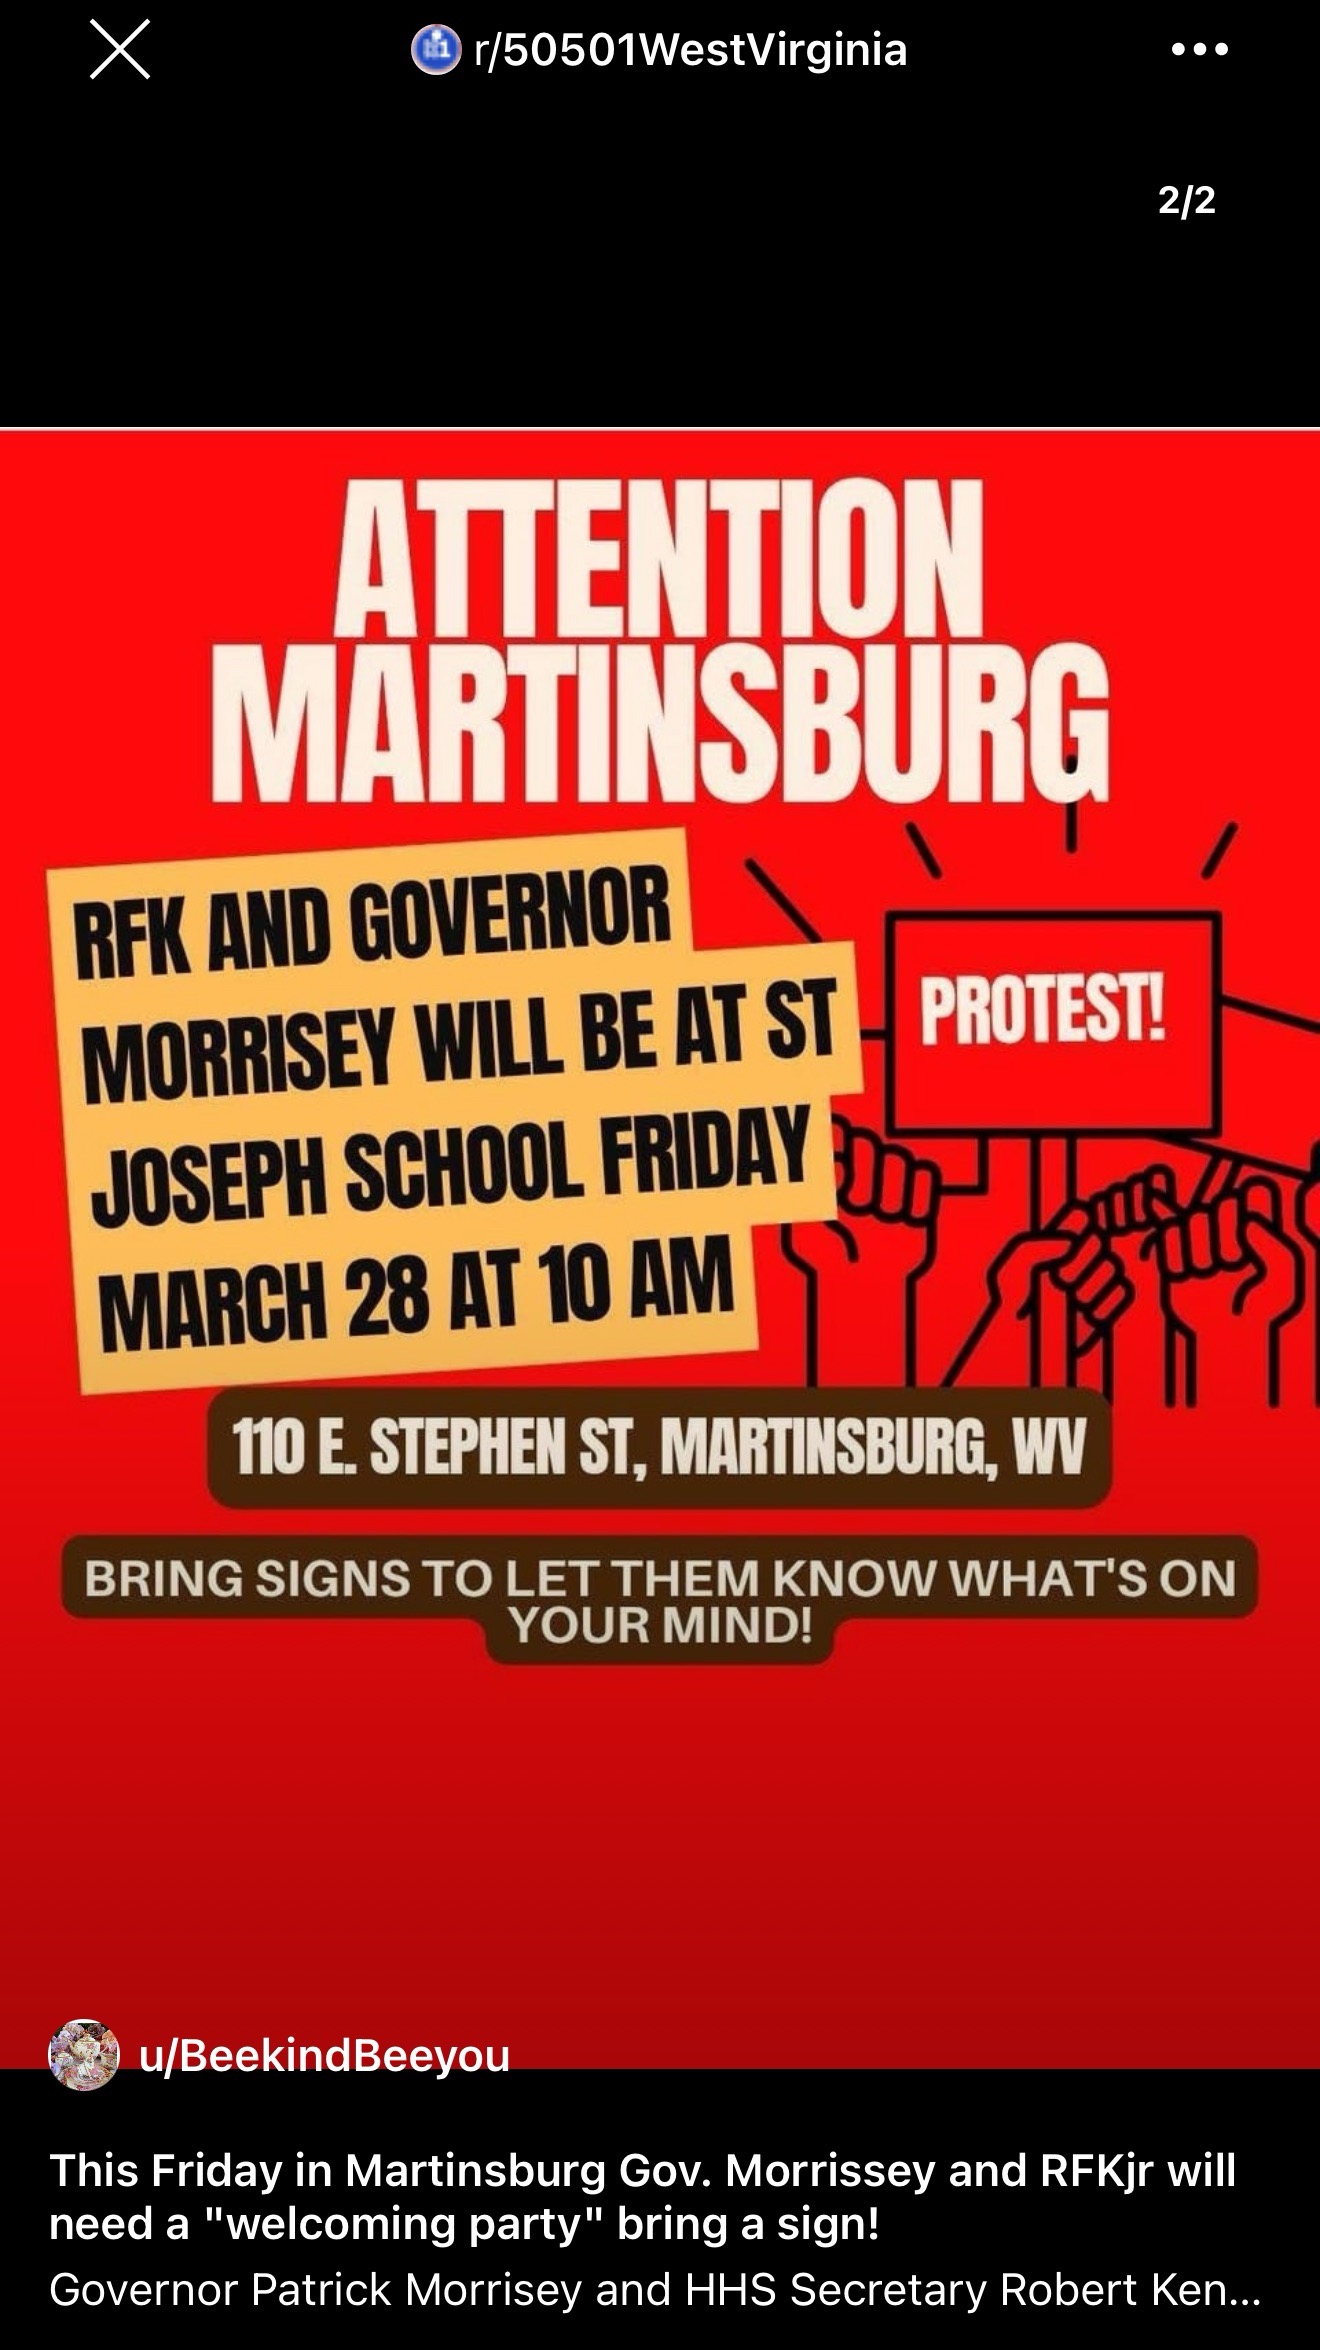 r/50501WestVirginia
2/2
ATTENTION
MARTINSBURG
RFK AND GOVERNOR
MORRISEY WILL BE AT ST
JOSEPH SCHOOL FRIDAY
MARCH 28 AT 10 AM
PROTEST!
110 E. STEPHEN ST, MARTINSBURG, WV
BRING SIGNS TO LET THEM KNOW WHAT'S ON
YOUR MIND!
u/BeekindBeeyou
This Friday in Martinsburg Gov. Morrissey and RFKjr will
need a "welcoming party" bring a sign!
Governor Patrick Morrisey and HHS Secretary Robert Ken...